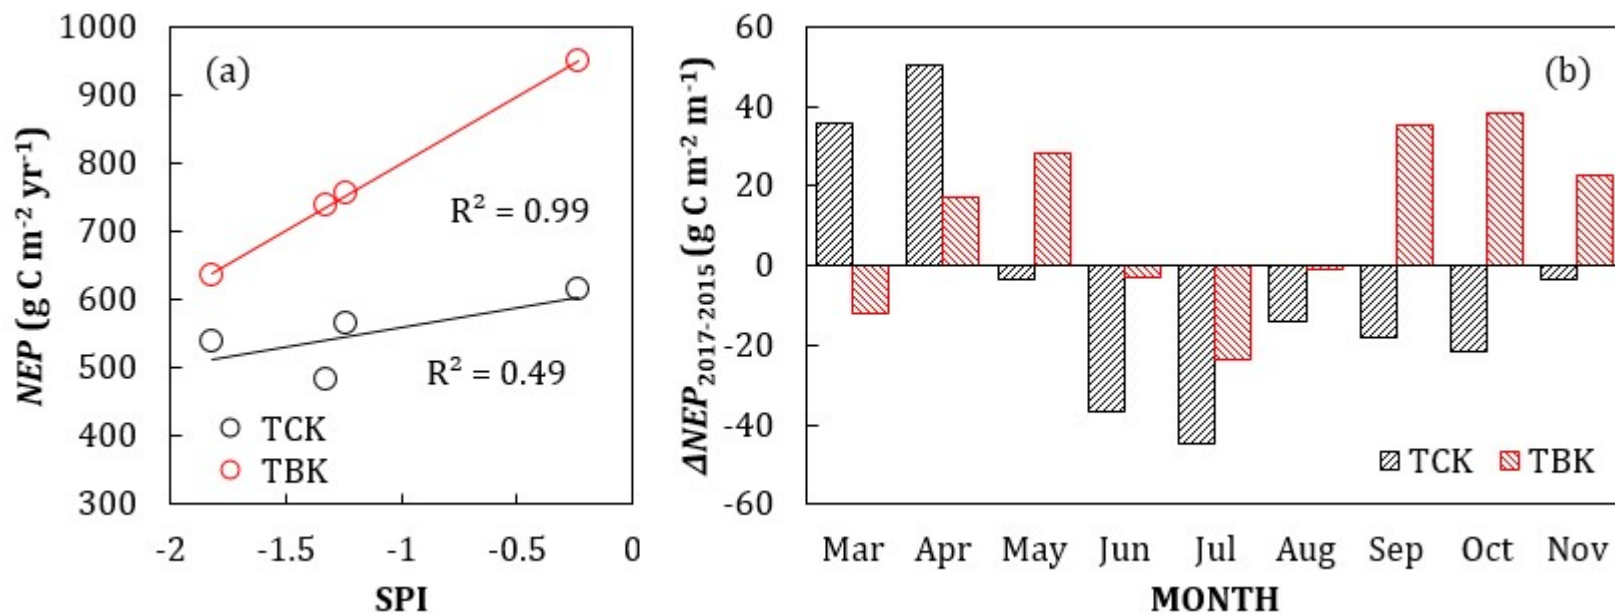 (a)
NEP (g C m⁻² yr⁻¹)
1000
900
800
700
600
500
400
300
R² = 0.99
R² = 0.49
TCK
TBK
-2 -1.5 -1 -0.5 0
SPI
(b)
ΔNEP₂₀₁₇₋₂₀₁₅ (g C m⁻² m⁻¹)
60
40
20
0
-20
-40
-60
TCK TBK
Mar Apr May Jun Jul Aug Sep Oct Nov
MONTH